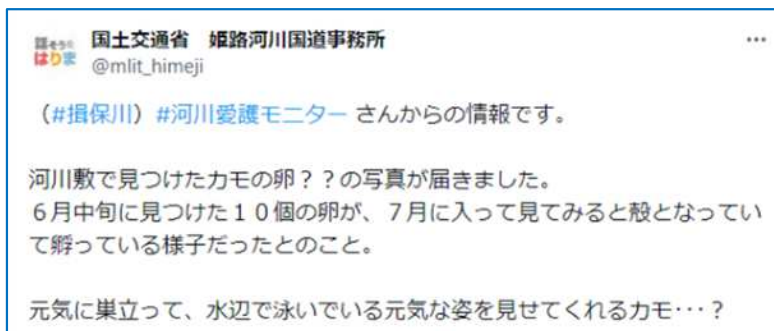 国土交通省 姫路河川国道事務所
@mlit_himeji
はりま
（#揖保川）#河川愛護モニター さんからの情報です。
河川敷で見つけたカモの卵？？の写真が届きました。
６月中旬に見つけた１０個の卵が、７月に入って見てみると殻となってい
て孵っている様子だったとのこと。
元気に巣立って、水辺で泳いでいる元気な姿を見せてくれるカモ･･･？